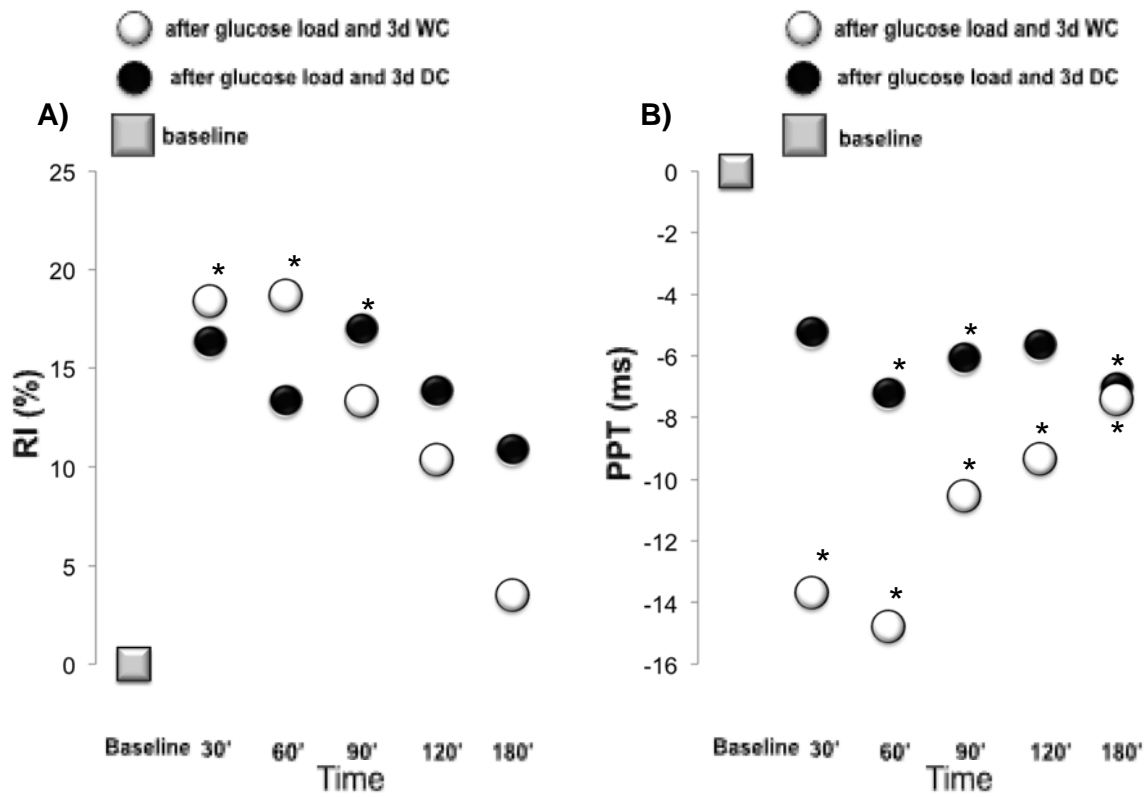 after glucose load and 3d WC
after glucose load and 3d DC
A)
baseline
25
20
15
10
5
0
RI (%)
*
*
*
Baseline 30' 60' 90' 120' 180'
Time
after glucose load and 3d WC
after glucose load and 3d DC
B)
baseline
0
-2
-4
-6
-8
-10
-12
-14
-16
PPT (ms)
*
*
*
*
*
*
*
*
Baseline 30' 60' 90' 120' 180'
Time